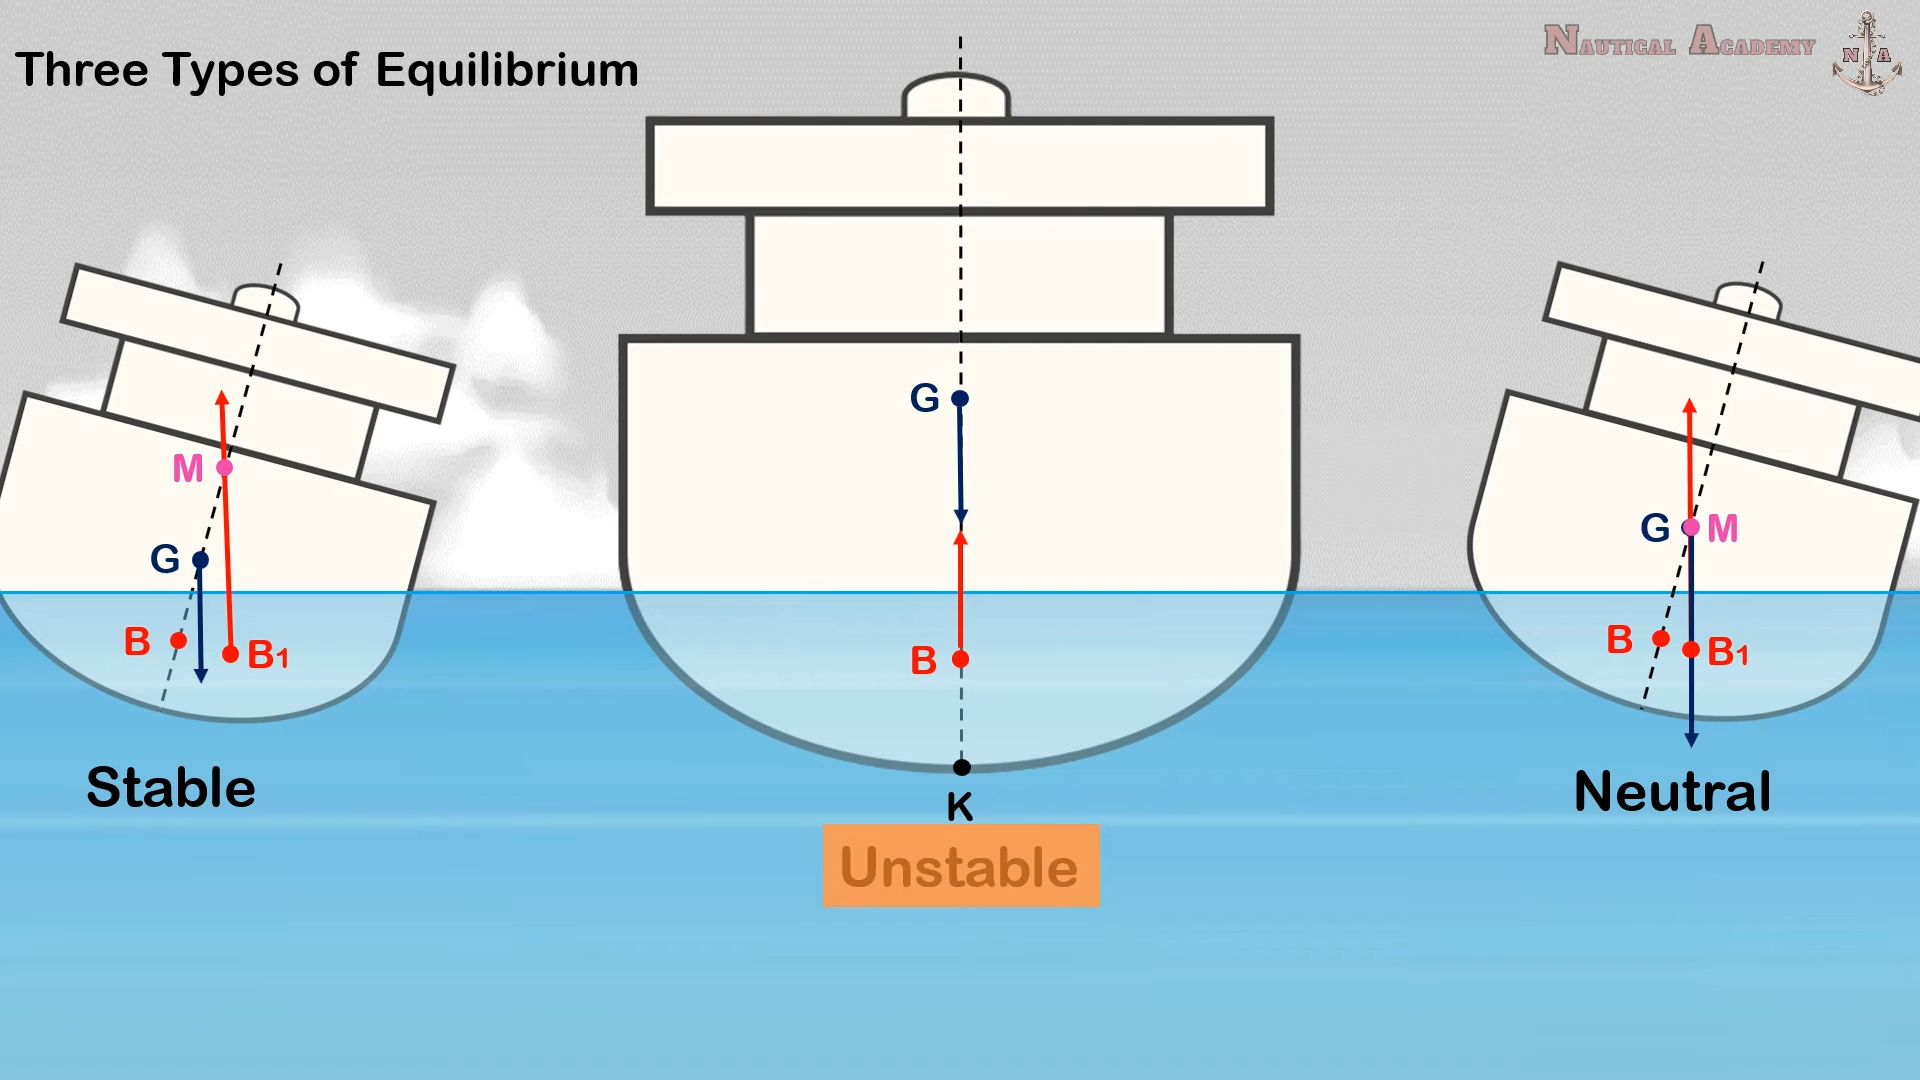 Three Types of Equilibrium
NAUTICAL ACADEMY
N A
G
M
G
G M
B B1
B
B B1
Stable
K
Neutral
Unstable